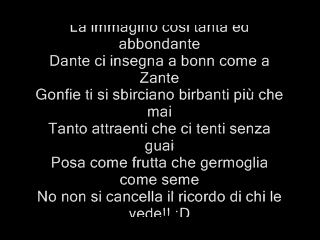 La immagino così tanta ed
abbondante
Dante ci insegna a bonn come a
Zante
Gonfie ti si sbirciano birbanti più che
mai
Tanto attraenti che ci tenti senza
guai
Posa come frutta che germoglia
come seme
No non si cancella il ricordo di chi le
vede!! :D